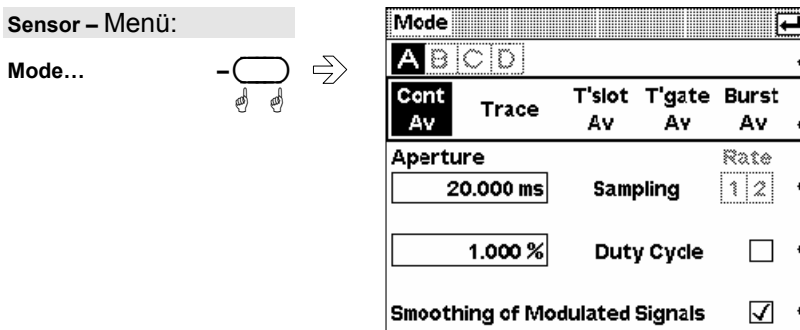 Sensor – Menü:
Mode…
Mode
A B C D
Cont Av Trace T'slot Av T'gate Av Burst Av
Aperture Rate
20.000 ms Sampling 1 2
1.000 % Duty Cycle
Smoothing of Modulated Signals